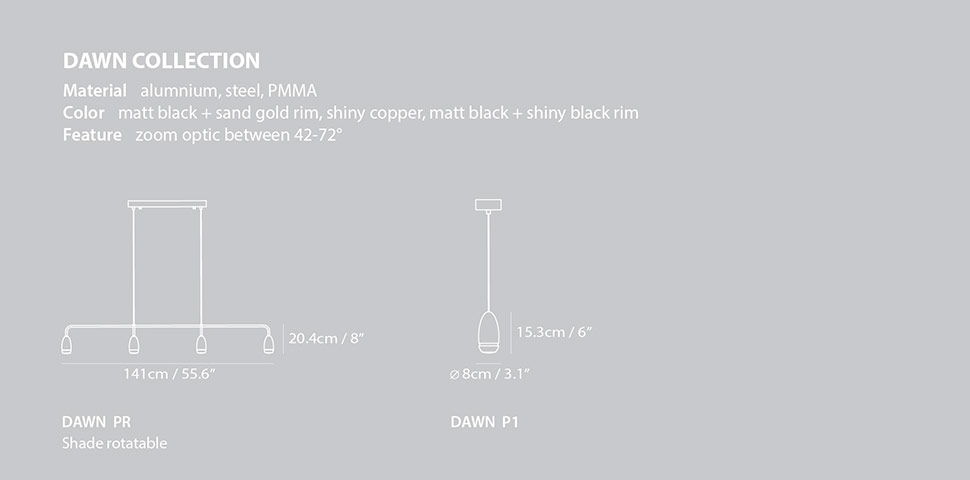 DAWN COLLECTION
Material alumnium, steel, PMMA
Color matt black + sand gold rim, shiny copper, matt black + shiny black rim
Feature zoom optic between 42-72°
20.4cm / 8”
141cm / 55.6”
15.3cm / 6”
⌀ 8cm / 3.1”
DAWN PR
Shade rotatable
DAWN P1